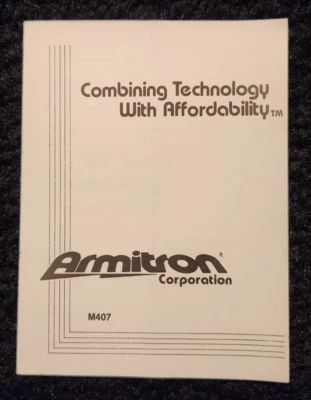 Combining Technology
With Affordability™
Armitron®
Corporation
M407